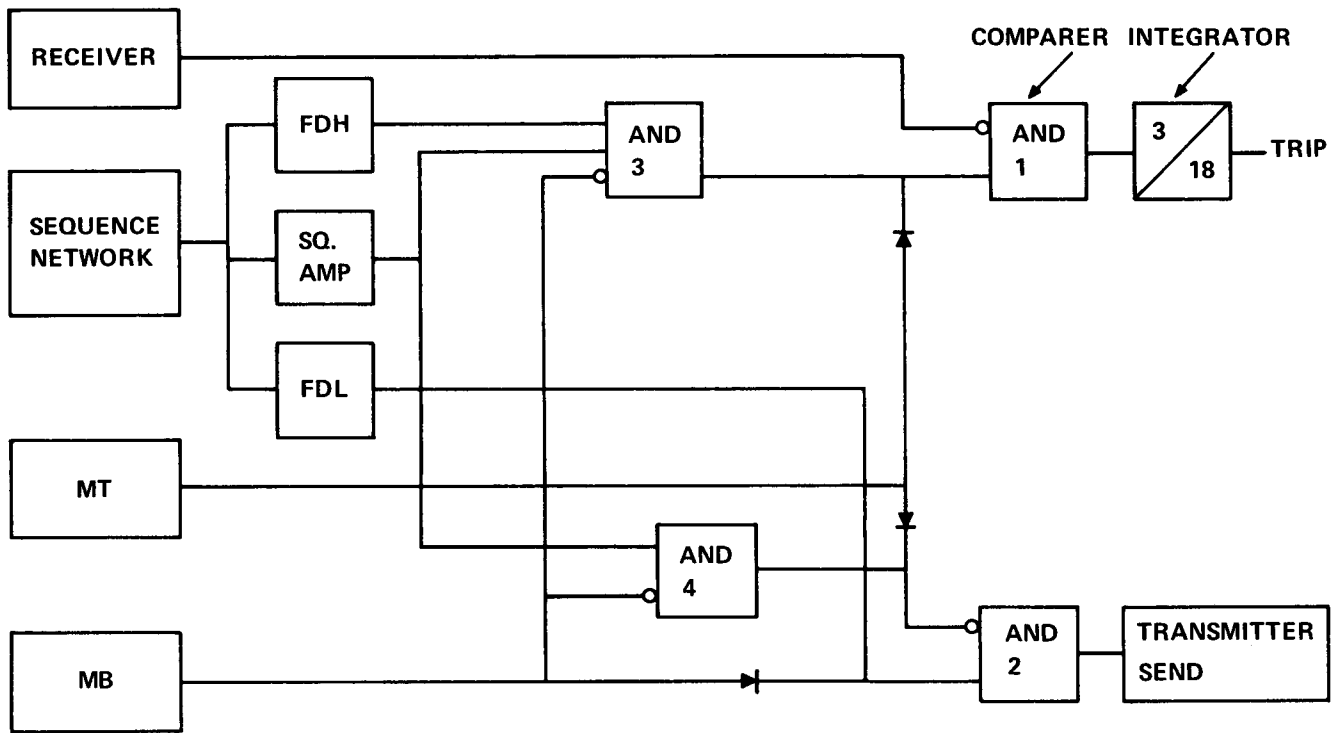 RECEIVER
COMPARER INTEGRATOR
FDH
AND
3
AND
1
3
18
TRIP
SEQUENCE
NETWORK
SQ.
AMP
FDL
MT
AND
4
MB
AND
2
TRANSMITTER
SEND